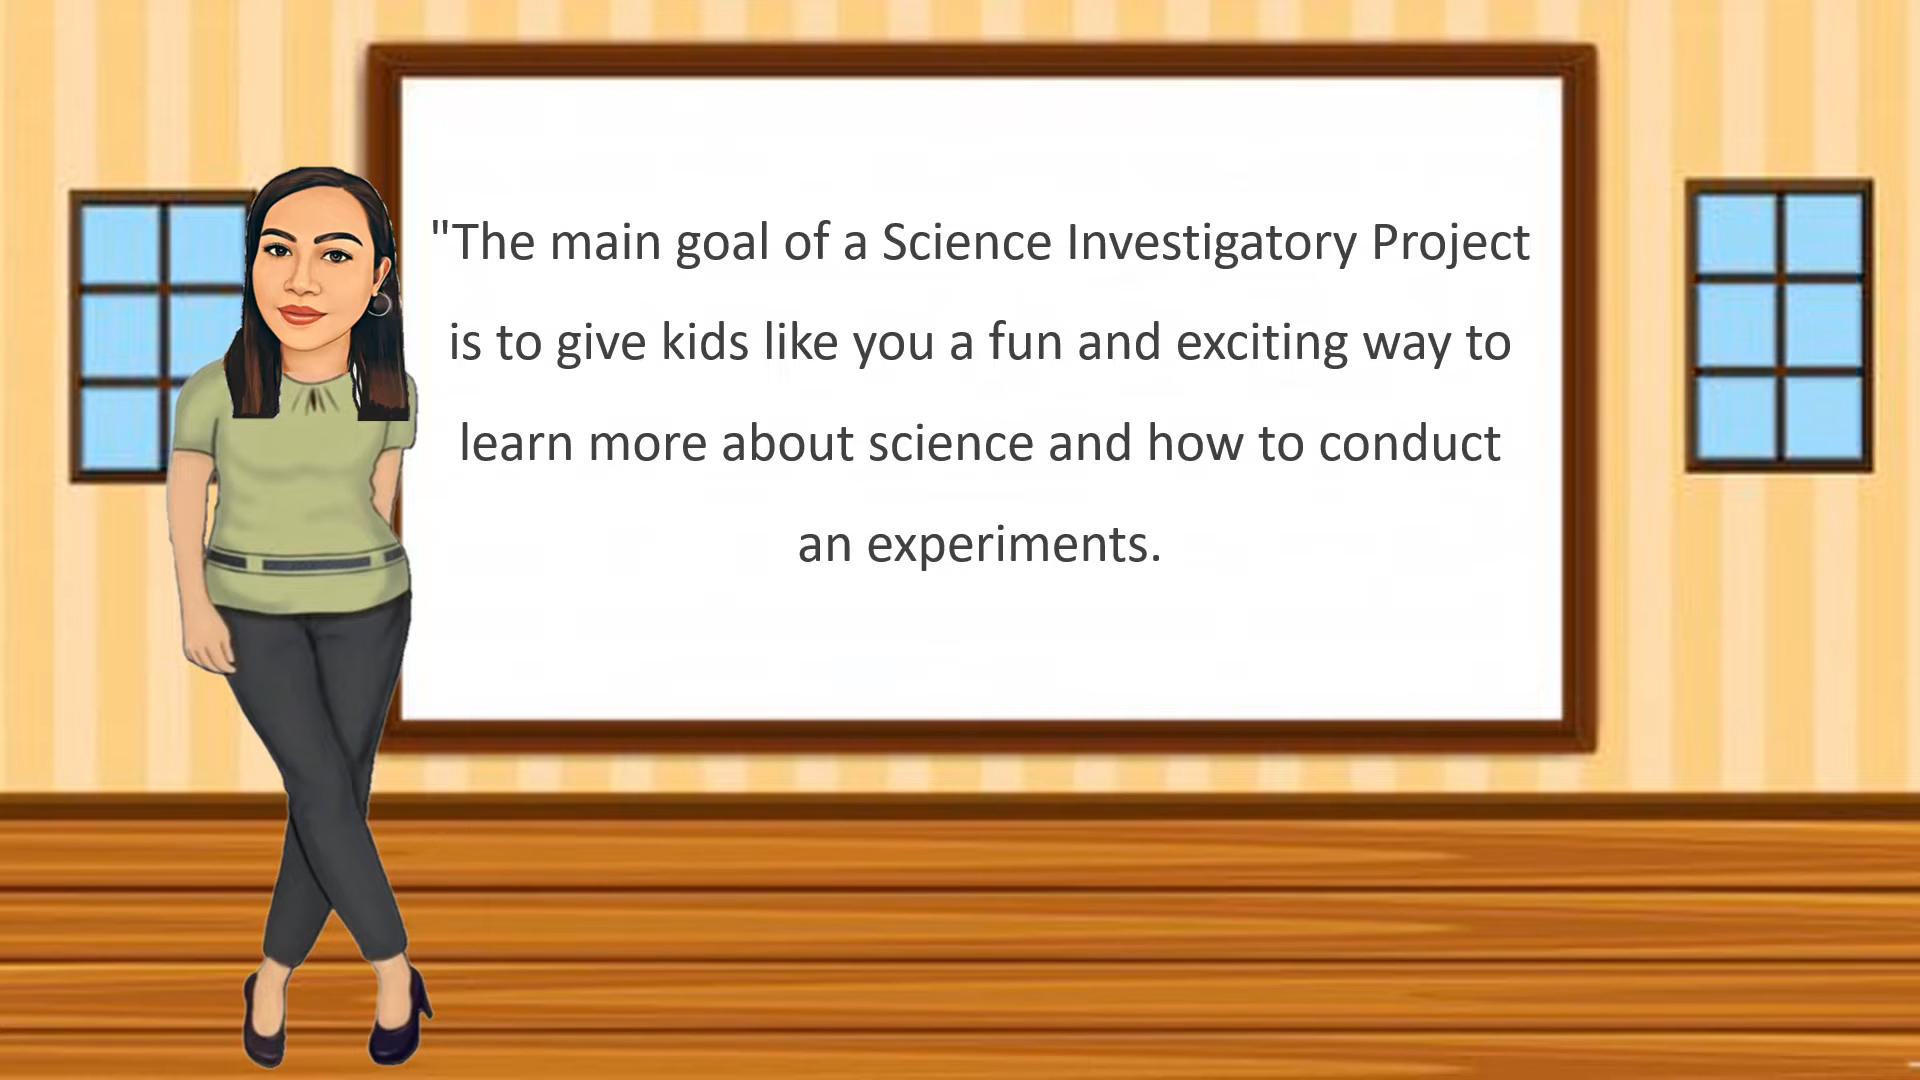 "The main goal of a Science Investigatory Project
is to give kids like you a fun and exciting way to
learn more about science and how to conduct
an experiments.